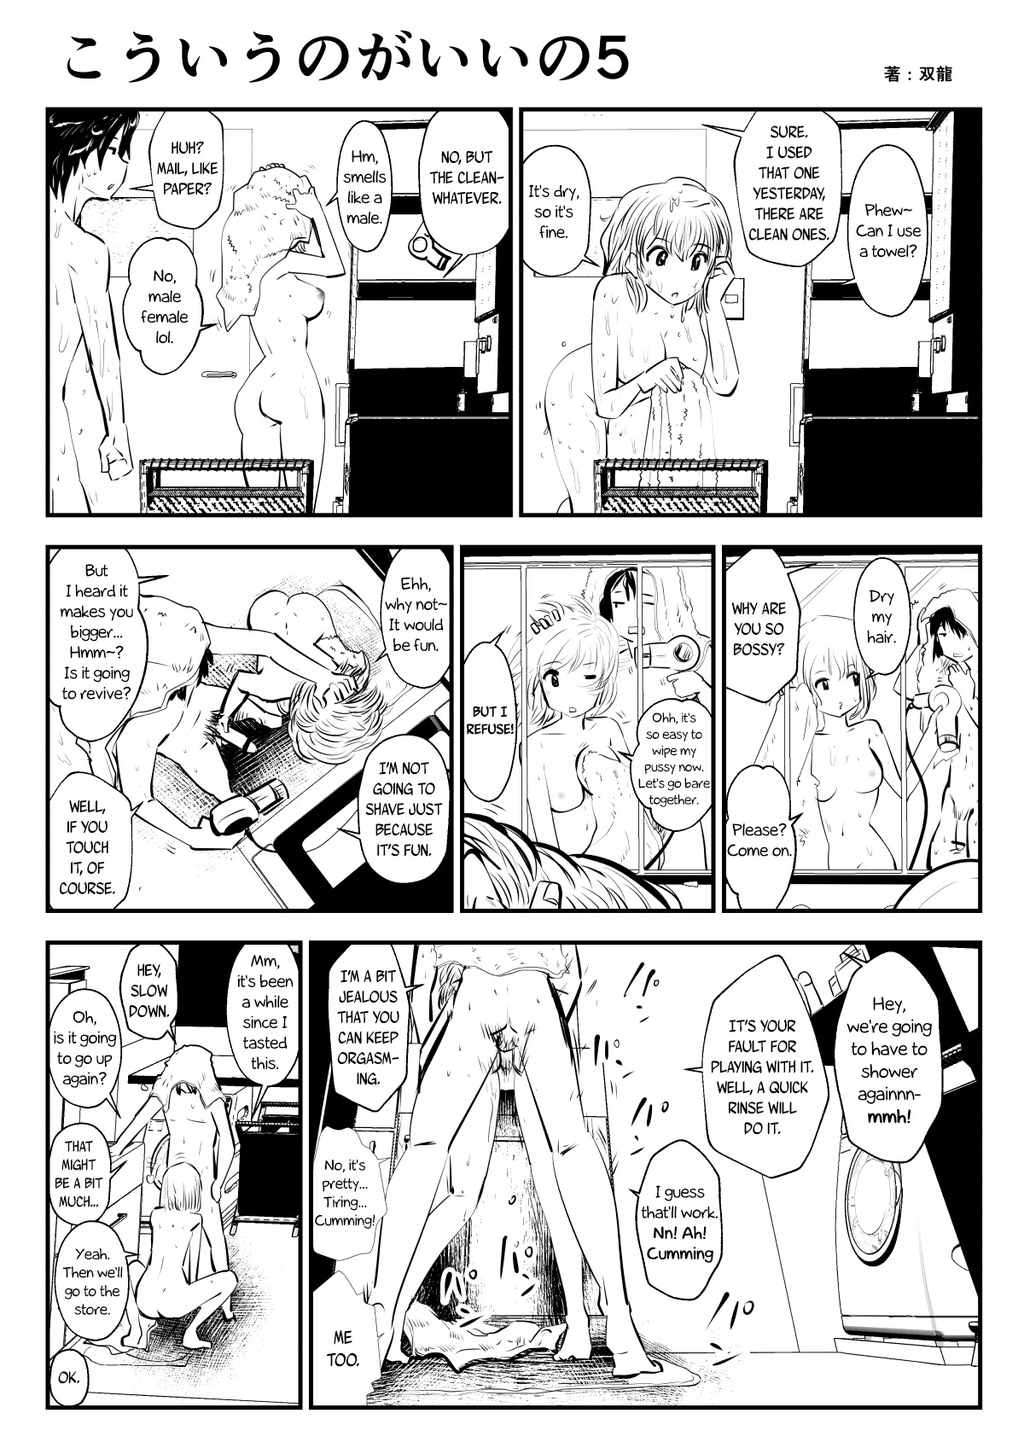 こういうのがいいの5
著：双龍
Phew~
Can I use
a towel?
SURE.
I USED
THAT ONE
YESTERDAY,
THERE ARE
CLEAN ONES.
It's dry,
so it's
fine.
NO, BUT
THE CLEAN-
WHATEVER.
Hm,
smells
like a
male.
HUH?
MAIL, LIKE
PAPER?
No,
male
female
lol.
Dry
my
hair.
WHY ARE
YOU SO
BOSSY?
Please?
Come on.
Ohh, it's
so easy to
wipe my
pussy now.
Let's go bare
together.
BUT I
REFUSE!
Ehh,
why not~
It would
be fun.
I'M NOT
GOING TO
SHAVE JUST
BECAUSE
IT'S FUN.
But
I heard it
makes you
bigger...
Hmm~?
Is it going
to revive?
WELL,
IF YOU
TOUCH
IT, OF
COURSE.
Hey,
we're going
to have to
shower
againnn-
mmh!
IT'S YOUR
FAULT FOR
PLAYING WITH IT.
WELL, A QUICK
RINSE WILL
DO IT.
I guess
that'll work.
Nn! Ah!
Cumming
I'M A BIT
JEALOUS
THAT YOU
CAN KEEP
ORGASM-
ING.
No, it's
pretty...
Tiring...
Cumming!
ME
TOO.
Mm,
it's been
a while
since I
tasted
this.
HEY,
SLOW
DOWN.
Oh,
is it going
to go up
again?
THAT
MIGHT
BE A BIT
MUCH...
Yeah.
Then we'll
go to the
store.
OK.